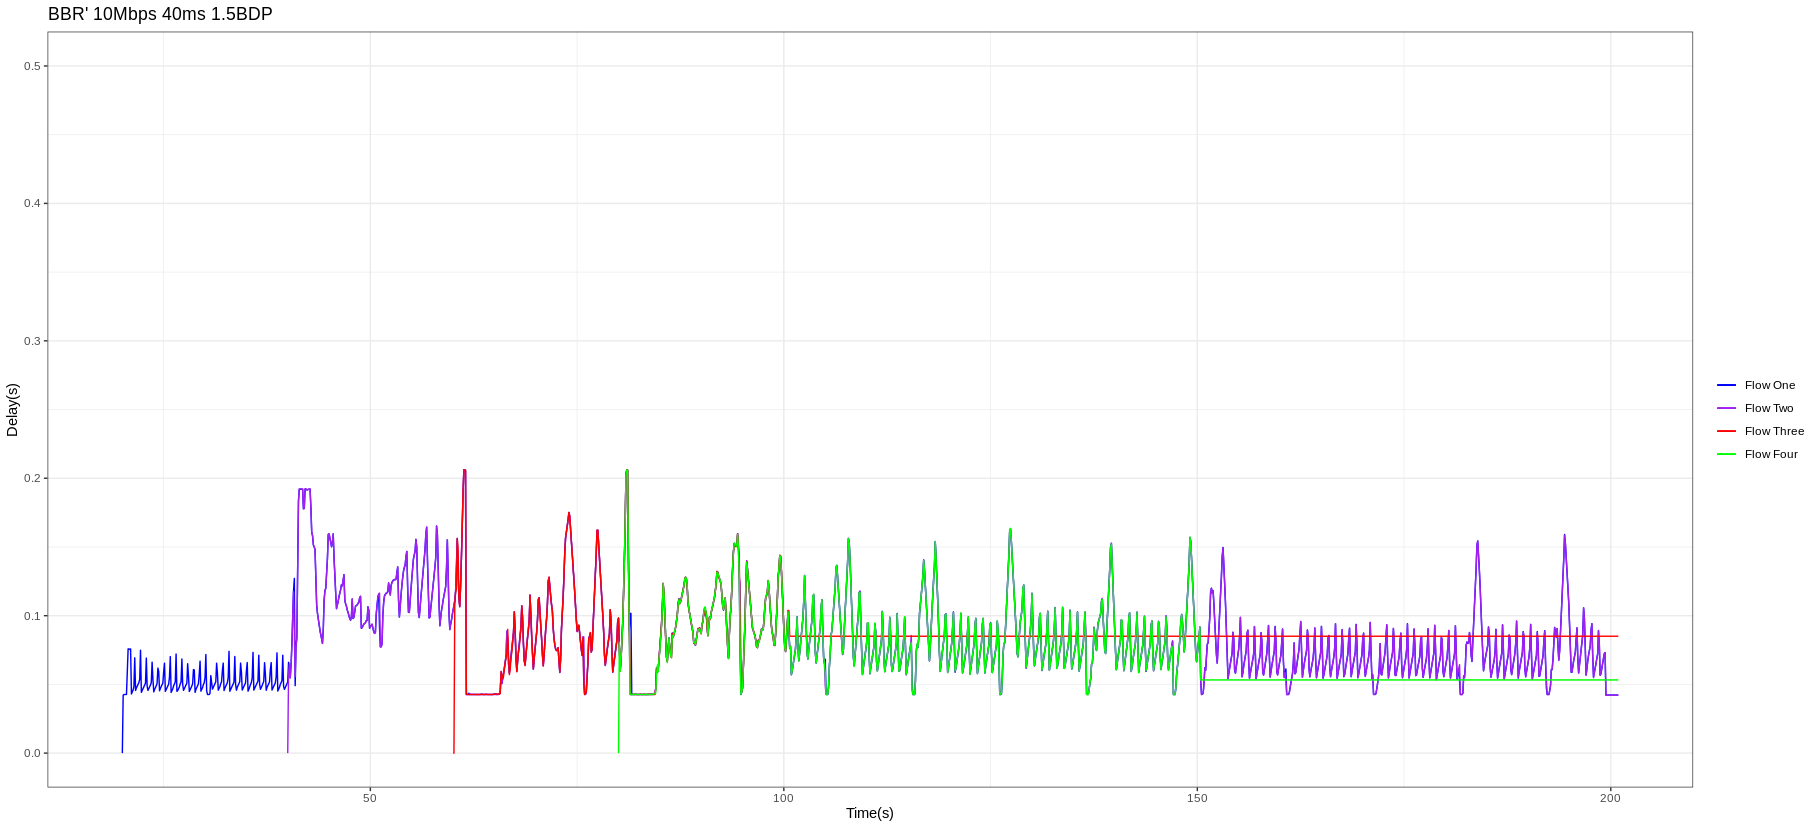 BBR' 10Mbps 40ms 1.5BDP
0.5
0.4
0.3
0.2
0.1
0.0
Delay(s)
50
100
150
200
Time(s)
Flow One
Flow Two
Flow Three
Flow Four